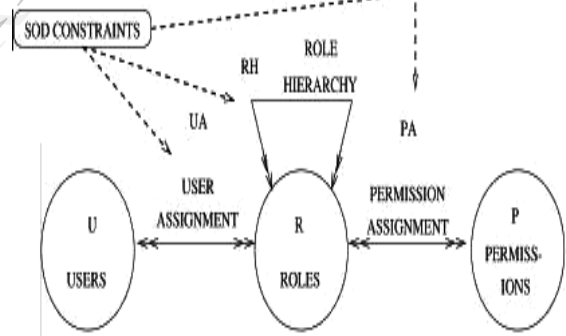 SOD CONSTRAINTS
ROLE
RH
HIERARCHY
UA
PA
USER
ASSIGNMENT
PERMISSION
ASSIGNMENT
U
USERS
R
ROLES
P
PERMISS-
IONS